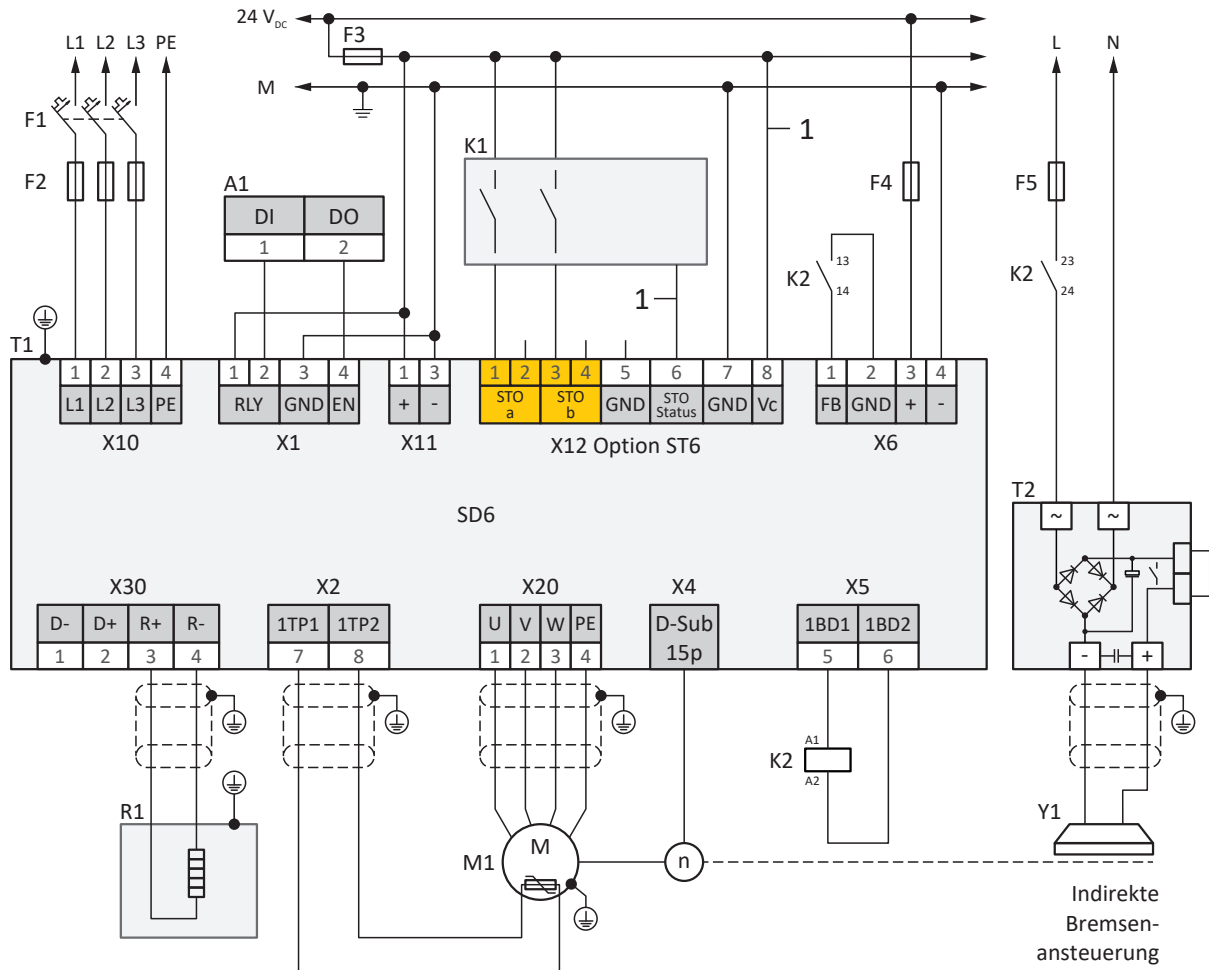 24 V DC
F3
L1 L2 L3 PE
L N
M
F1
1
K1
F2
A1
F4
F5
DI DO
1 2
13
K2
14
23
K2
24
1
T1
1 2 3 4
1 2 3 4
1 3
1 2 3 4 5 6 7 8
1 2 3 4
L1 L2 L3 PE
RLY GND EN
+ -
STO a STO b GND STO Status GND Vc
FB GND + -
X10 X1 X11 X12 Option ST6 X6
T2
~ ~
SD6
X30 X2 X20 X4 X5
D- D+ R+ R-
1TP1 1TP2
U V W PE
D-Sub
15p
1BD1 1BD2
1 2 3 4
7 8
1 2 3 4
5 6
- +
A1
K2
A2
R1
Y1
M1
M
n
Indirekte
Bremsen-
ansteuerung